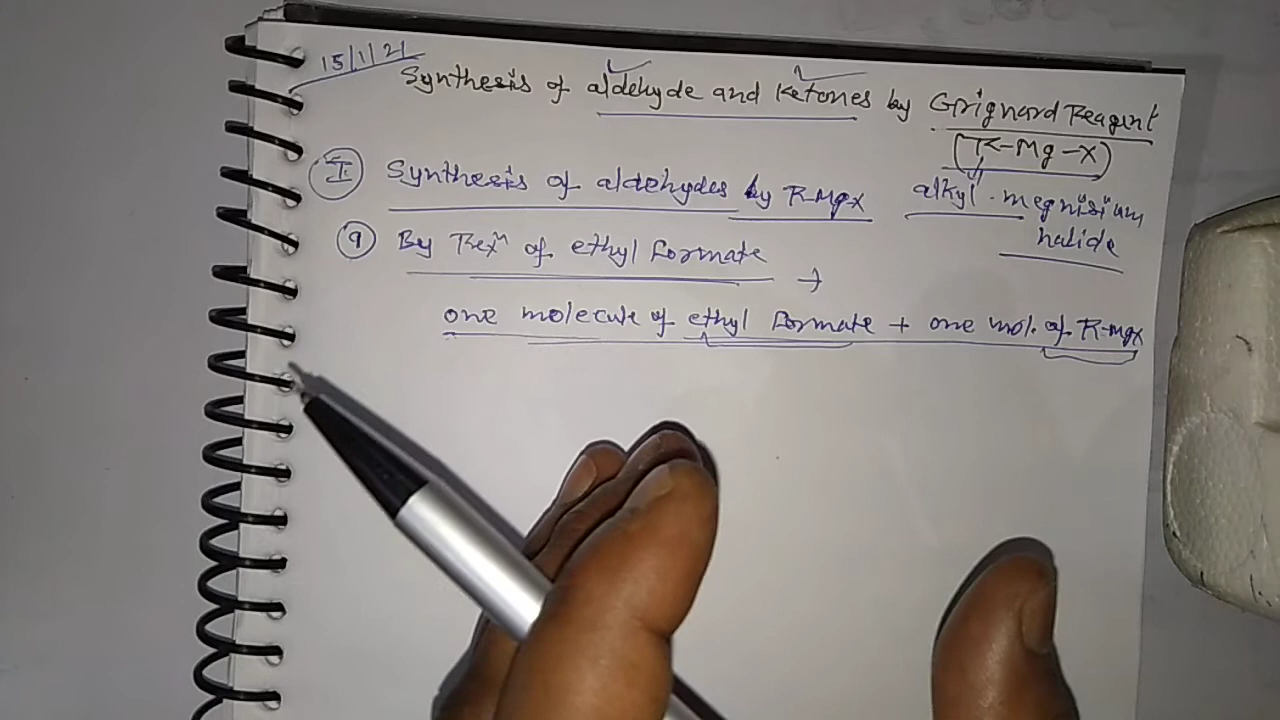 15/1/21
Synthesis of aldehyde and Ketones by Grignard Reagent
(R-Mg-X)
I Synthesis of aldehydes by R-Mgx alkyl megnisium
halide
a By Rexn of ethyl formate →
one molecule of ethyl formate + one mol. of R-mgx